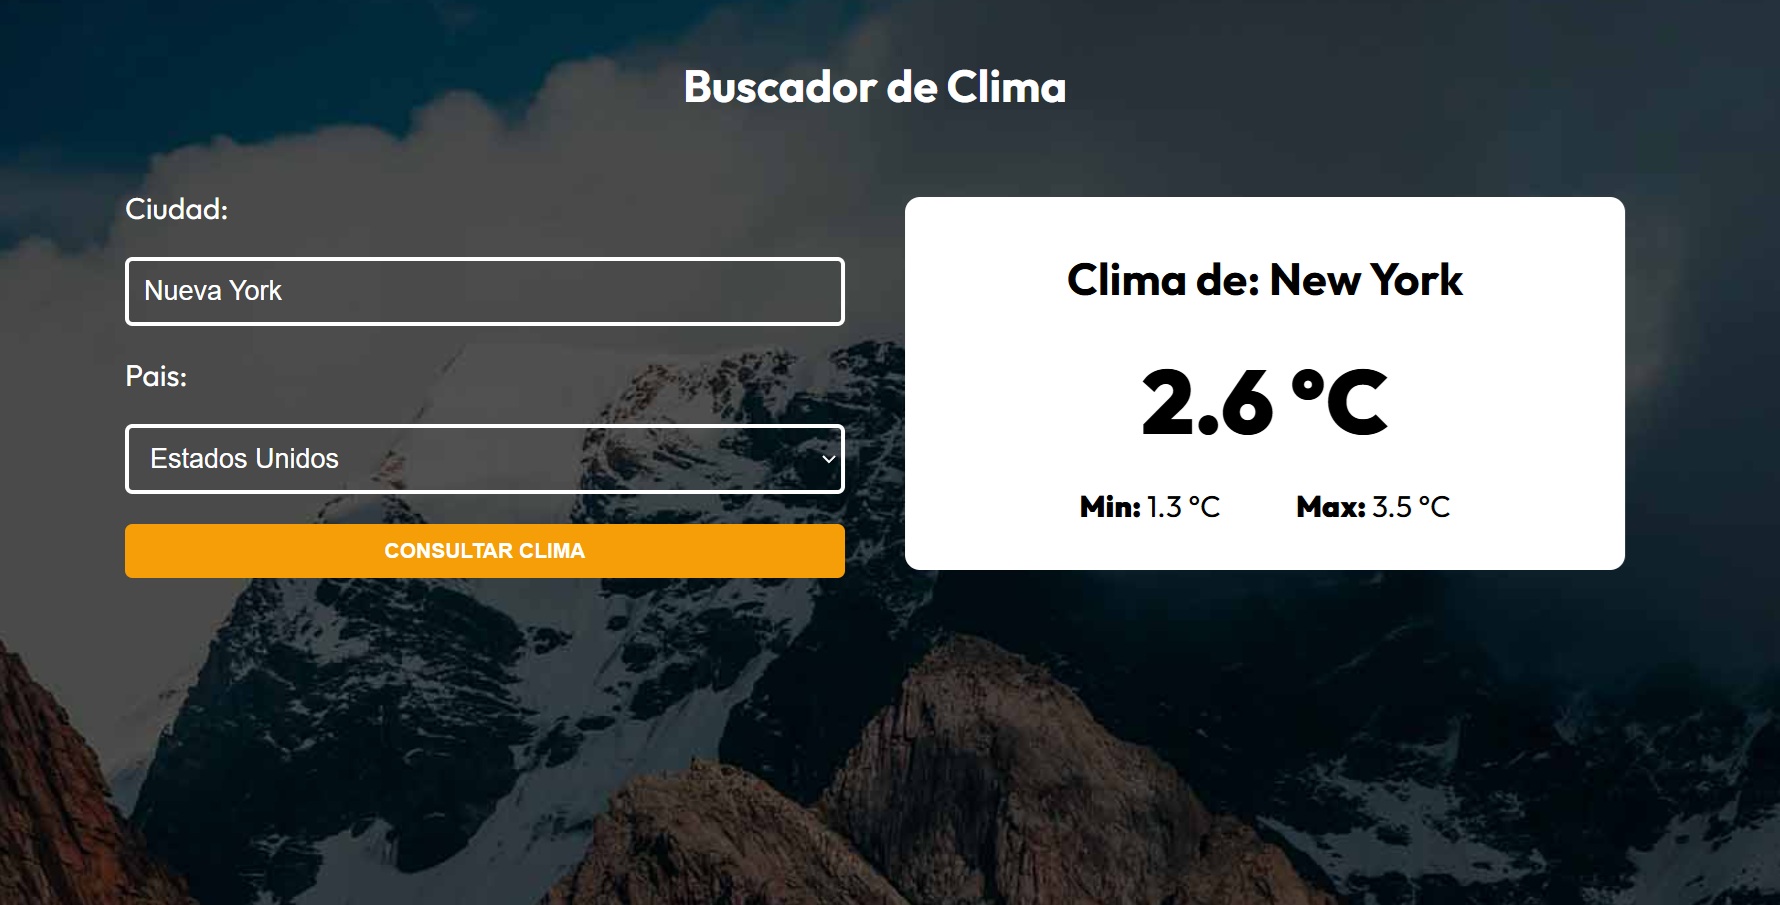 Buscador de Clima
Ciudad:
Nueva York
Pais:
Estados Unidos
CONSULTAR CLIMA
Clima de: New York
2.6 °C
Min: 1.3 °C
Max: 3.5 °C